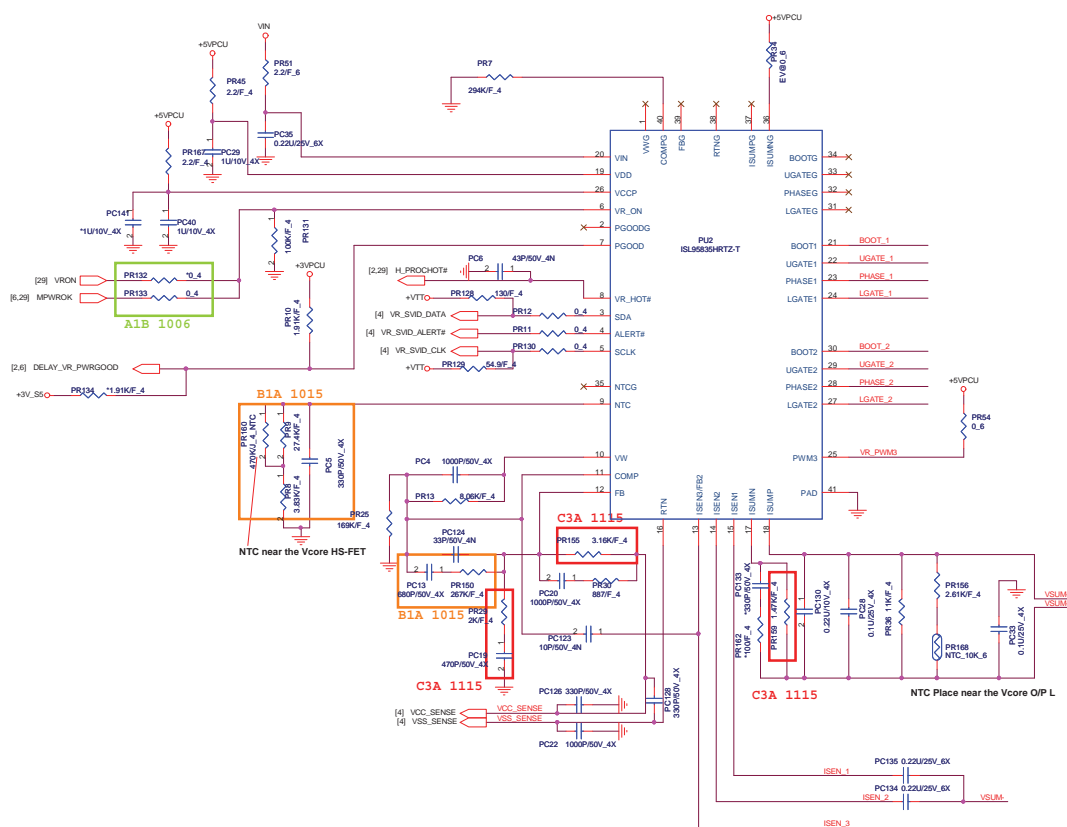 +5VPCU
PR34
EV@0_6
VIN
+5VPCU
PR51
2.2/F_6
PR45
2.2/F_4
PR7
294K/F_4
+5VPCU
PR167
2.2/F_4
PC29
1U/10V_4X
PC35
0.22U/25V_6X
1
40
39
38
37
36
VWG
COMPG
FBG
RTNG
ISUMPG
ISUMNG
20 VIN
19 VDD
26 VCCP
6 VR_ON
2 PGOODG
7 PGOOD
8 VR_HOT#
3 SDA
4 ALERT#
5 SCLK
35 NTCG
9 NTC
10 VW
11 COMP
12 FB
PU2
ISL95835HRTZ-T
BOOTG 34
UGATEG 33
PHASEG 32
LGATEG 31
BOOT1 21 BOOT_1
UGATE1 22 UGATE_1
PHASE1 23 PHASE_1
LGATE1 24 LGATE_1
BOOT2 30 BOOT_2
UGATE2 29 UGATE_2
PHASE2 28 PHASE_2
LGATE2 27 LGATE_2
PWM3 25 VR_PWM3
PAD 41
+5VPCU
PR54
0_6
RTN
ISEN3/FB2
ISEN2
ISEN1
ISUMN
ISUMP
16
13
14
15
17
18
PC141
*1U/10V_4X
PC40
1U/10V_4X
1
2
PR131
100K/F_4
[29] VRON
PR132 *0_4
[6,29] MPWROK
PR133 0_4
A1B 1006
+3VPCU
PR10
1.91K/F_4
[2,6] DELAY_VR_PWRGOOD
+3V_S5
PR134 *1.91K/F_4
PC6
43P/50V_4N
[2,29] H_PROCHOT#
+VTT
PR128 130/F_4
[4] VR_SVID_DATA
PR12 0_4
[4] VR_SVID_ALERT#
PR11 0_4
[4] VR_SVID_CLK
PR130 0_4
+VTT
PR129 54.9/F_4
B1A 1015
PR160
470K/J_4_NTC
PR9
27.4K/F_4
PR8
3.83K/F_4
PC5
330P/50V_4X
NTC near the Vcore HS-FET
PC4 1000P/50V_4X
PR13 8.06K/F_4
PR25
169K/F_4
PC124
33P/50V_4N
PC13
680P/50V_4X
PR150
267K/F_4
B1A 1015
C3A 1115
PR155 3.16K/F_4
PC20
1000P/50V_4X
PR30
887/F_4
PR29
2K/F_4
PC19
470P/50V_4X
C3A 1115
PC123
10P/50V_4N
PC126 330P/50V_4X
PC128
330P/50V_4X
[4] VCC_SENSE VCC_SENSE
[4] VSS_SENSE VSS_SENSE
PC22 1000P/50V_4X
PC133
*330P/50V_4X
PR162
*100/F_4
PR159
1.47K/F_4
C3A 1115
PC130
0.22U/10V_4X
PC28
0.1U/25V_4X
PR36 11K/F_4
PR156
2.61K/F_4
PR168
NTC_10K_6
PC33
0.1U/25V_4X
VSUM+
VSUM-
NTC Place near the Vcore O/P L
ISEN_1
PC135 0.22U/25V_6X
ISEN_2
PC134 0.22U/25V_6X
VSUM-
ISEN_3